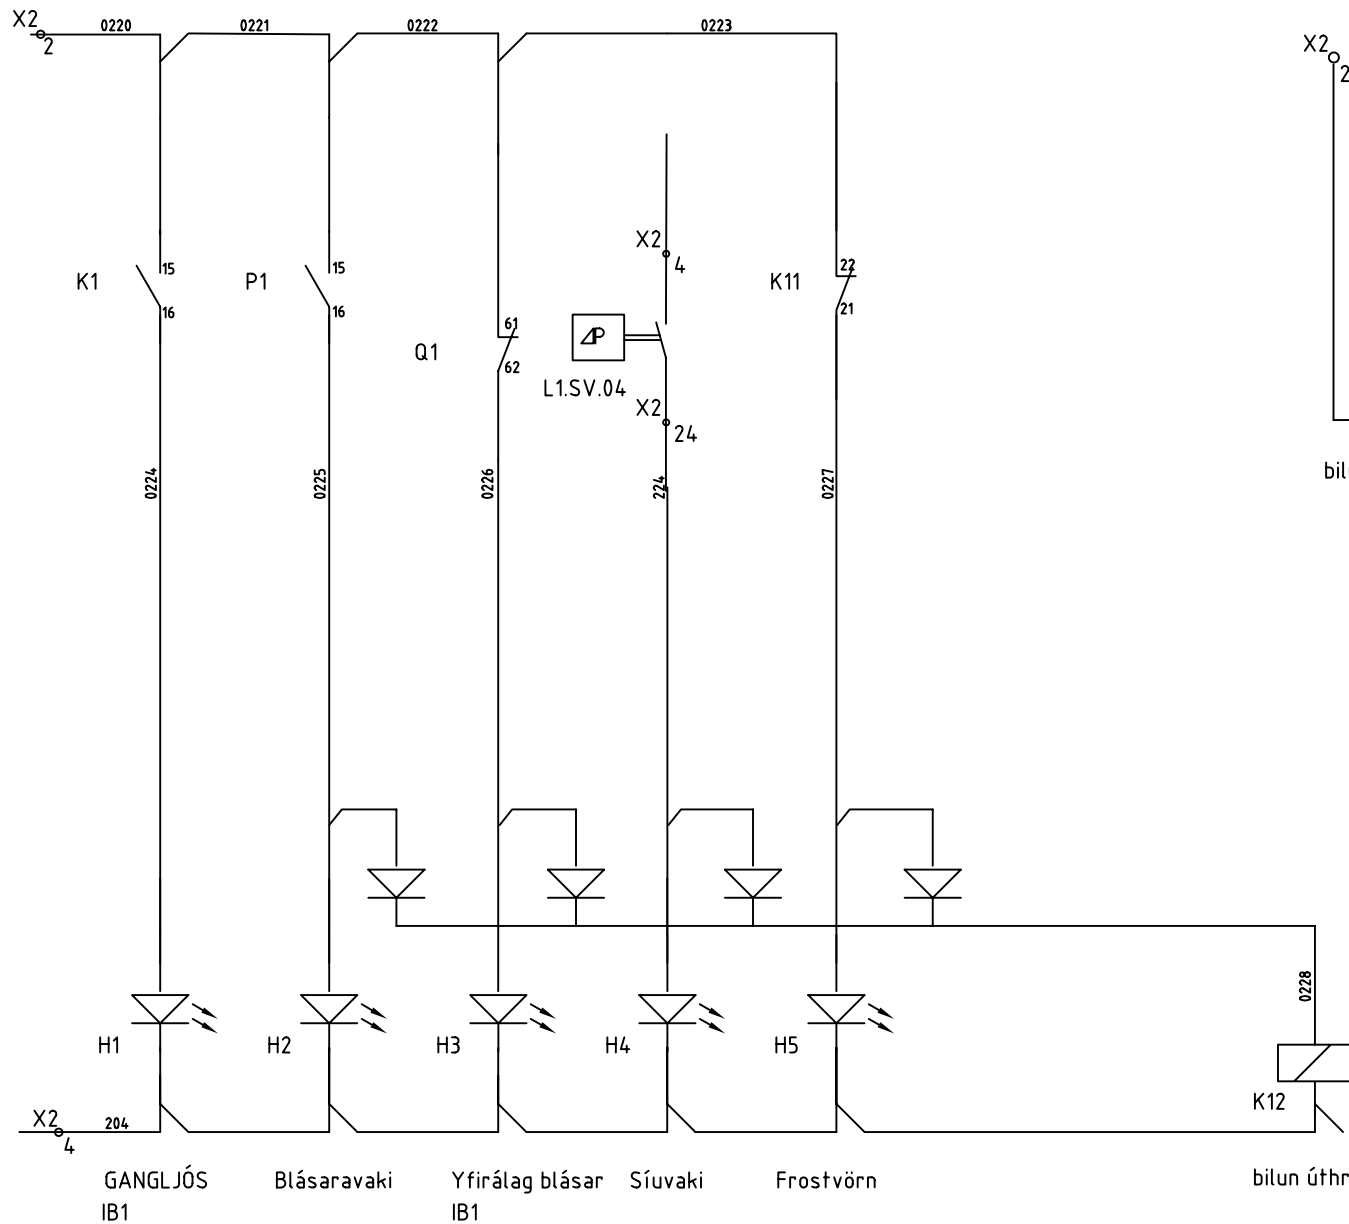 X2
2
0220
0221
0222
0223
X2
2
X2
4
K1
15
16
P1
15
16
K11
22
21
Q1
61
62
ΔP
L1.SV.04
X2
24
0224
0225
0226
224
0227
0228
H1
H2
H3
H4
H5
K12
X2
4
204
GANGLJÓS
IB1
Blásaravaki
Yfirálag blásar
IB1
Síuvaki
Frostvörn
bilun